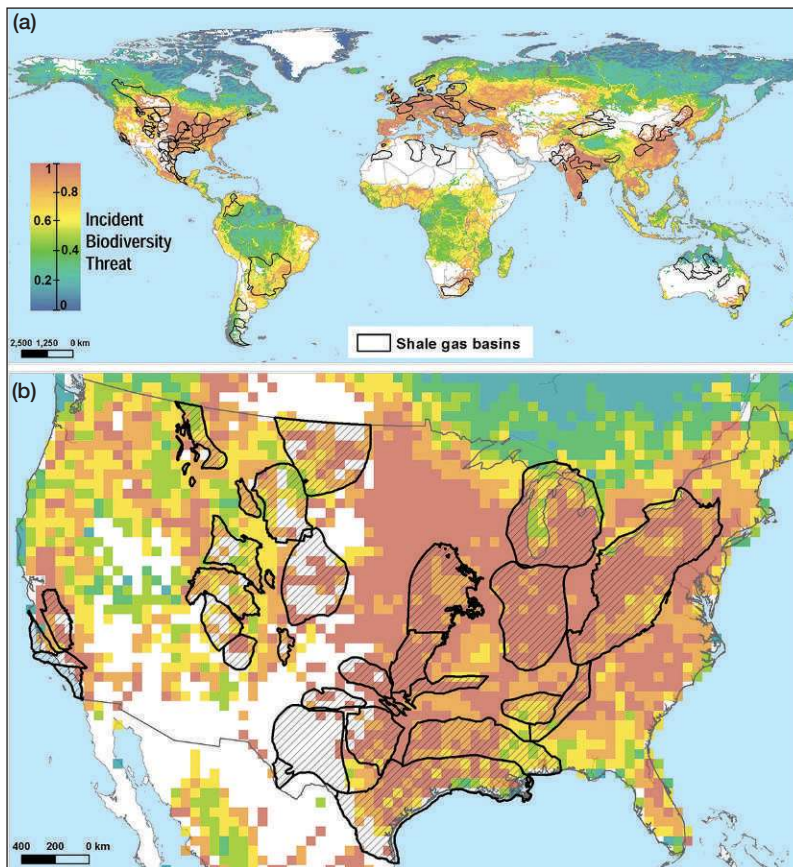 (a)
1
0.8
0.6
0.4
0.2
0
Incident
Biodiversity
Threat
2,500 1,250 0 km
Shale gas basins
(b)
400 200 0 km